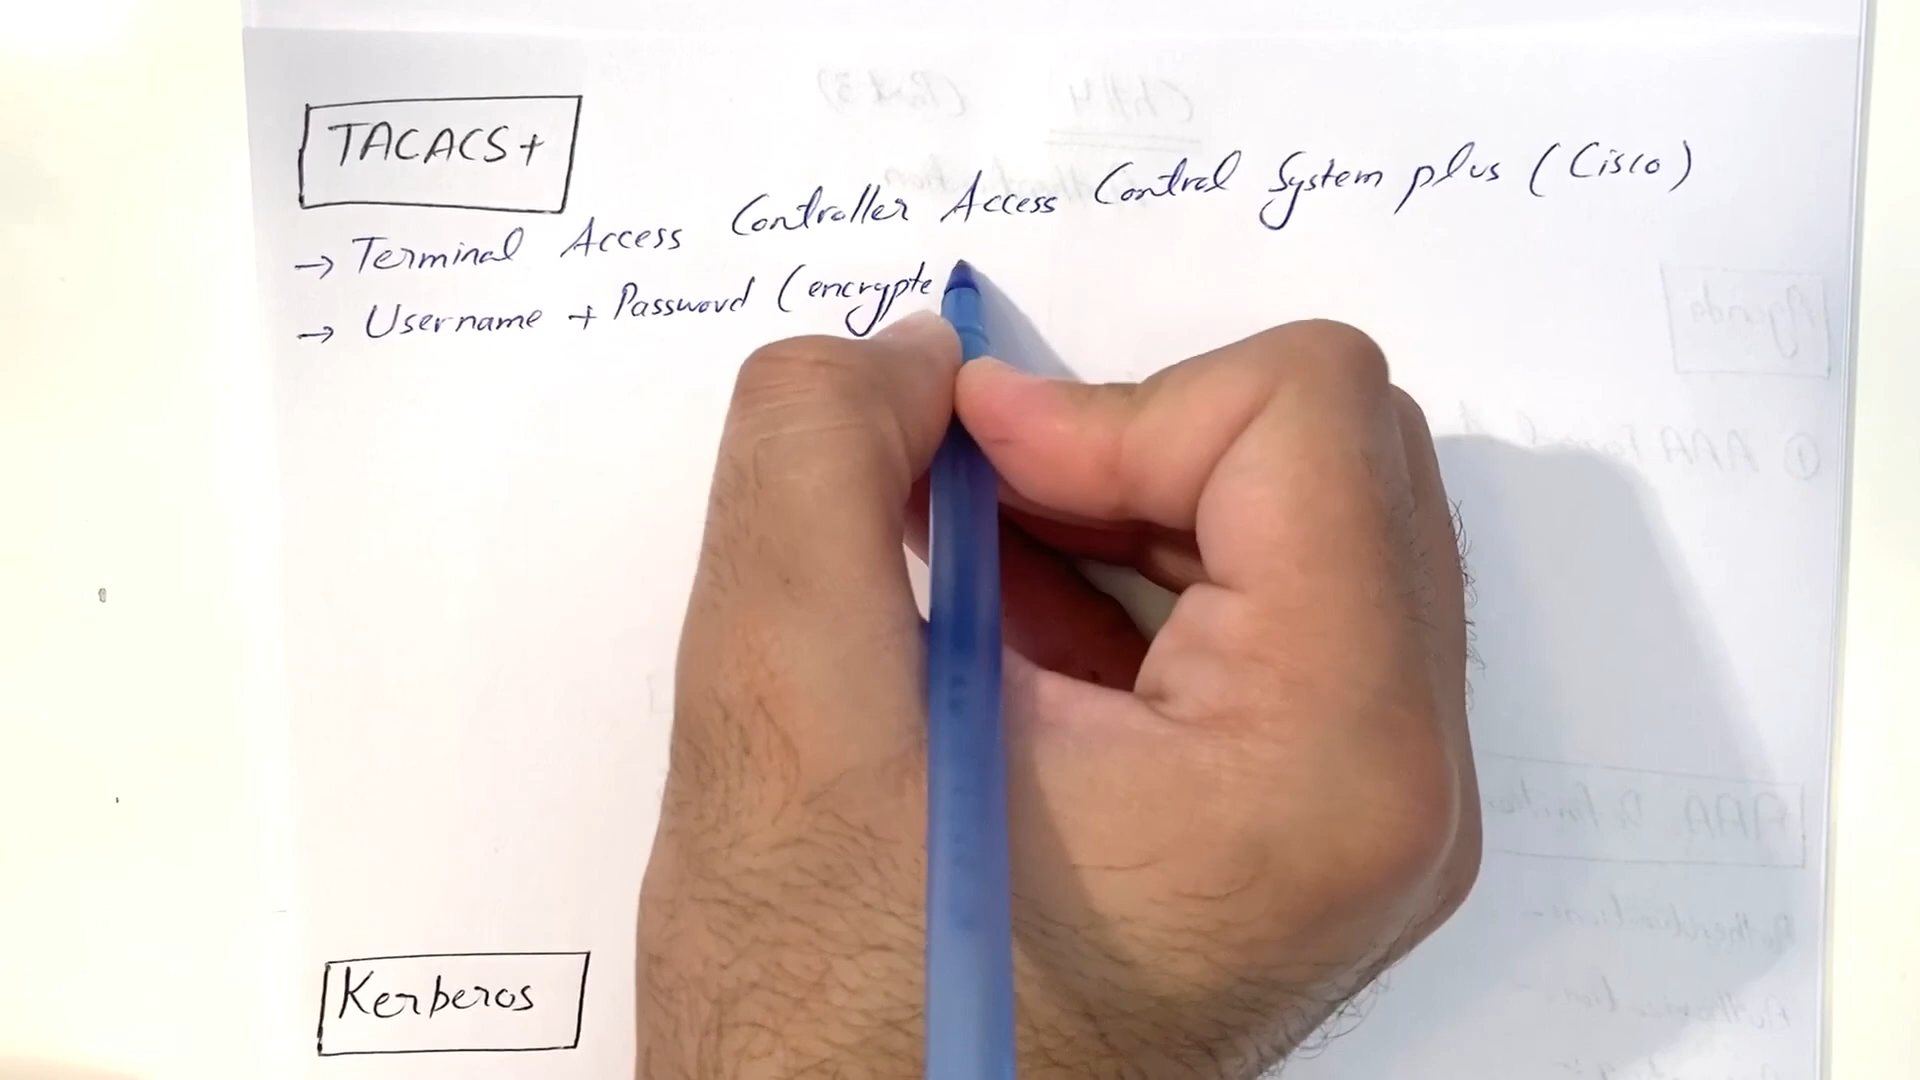 TACACS+
→ Terminal Access Controller Access Control System plus (Cisco)
→ Username + Password (encrypte
Kerberos